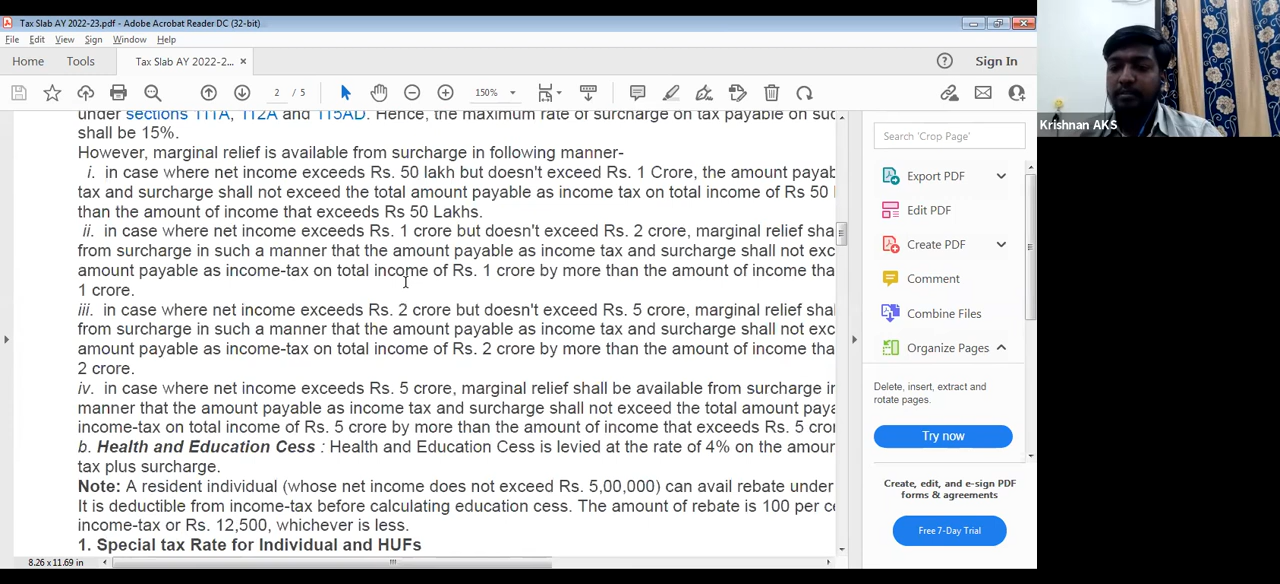 Tax Slab AY 2022-23.pdf - Adobe Acrobat Reader DC (32-bit)
File Edit View Sign Window Help
Home Tools Tax Slab AY 2022-2... × Sign In
2 / 5 150%
under sections 111A, 112A and 115AD. Hence, the maximum rate of surcharge on tax payable on suc
shall be 15%.
However, marginal relief is available from surcharge in following manner-
i. in case where net income exceeds Rs. 50 lakh but doesn't exceed Rs. 1 Crore, the amount payab
tax and surcharge shall not exceed the total amount payable as income tax on total income of Rs 50 l
than the amount of income that exceeds Rs 50 Lakhs.
ii. in case where net income exceeds Rs. 1 crore but doesn't exceed Rs. 2 crore, marginal relief sha
from surcharge in such a manner that the amount payable as income tax and surcharge shall not exc
amount payable as income-tax on total income of Rs. 1 crore by more than the amount of income tha
1 crore.
iii. in case where net income exceeds Rs. 2 crore but doesn't exceed Rs. 5 crore, marginal relief shal
from surcharge in such a manner that the amount payable as income tax and surcharge shall not exc
amount payable as income-tax on total income of Rs. 2 crore by more than the amount of income tha
2 crore.
iv. in case where net income exceeds Rs. 5 crore, marginal relief shall be available from surcharge in
manner that the amount payable as income tax and surcharge shall not exceed the total amount paya
income-tax on total income of Rs. 5 crore by more than the amount of income that exceeds Rs. 5 cror
b. Health and Education Cess : Health and Education Cess is levied at the rate of 4% on the amoun
tax plus surcharge.
Note: A resident individual (whose net income does not exceed Rs. 5,00,000) can avail rebate under
It is deductible from income-tax before calculating education cess. The amount of rebate is 100 per ce
income-tax or Rs. 12,500, whichever is less.
1. Special tax Rate for Individual and HUFs
8.26 x 11.69 in
Search 'Crop Page'
Export PDF
Edit PDF
Create PDF
Comment
Combine Files
Organize Pages
Delete, insert, extract and
rotate pages.
Try now
Create, edit, and e-sign PDF
forms & agreements
Free 7-Day Trial
Krishnan AKS